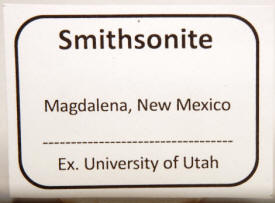 Smithsonite
Magdalena, New Mexico
----------------------------------
Ex. University of Utah